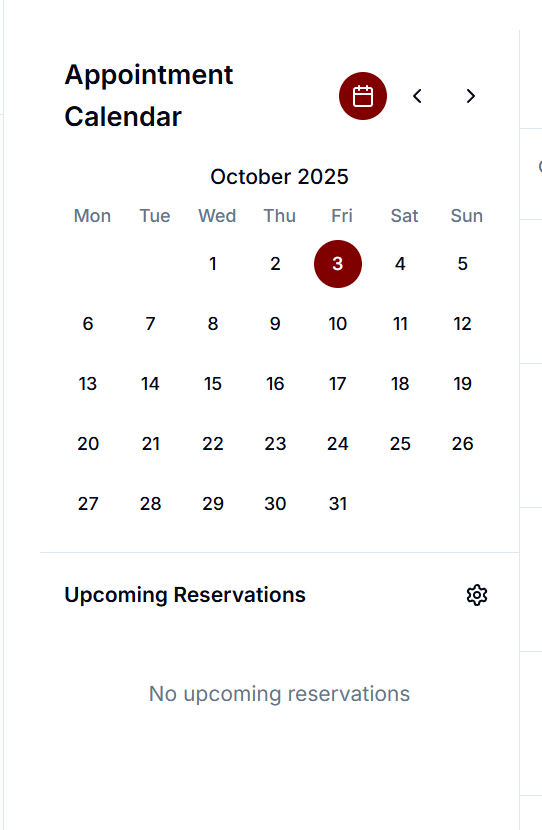 Appointment
Calendar
October 2025
Mon Tue Wed Thu Fri Sat Sun
1 2 3 4 5
6 7 8 9 10 11 12
13 14 15 16 17 18 19
20 21 22 23 24 25 26
27 28 29 30 31
Upcoming Reservations
No upcoming reservations